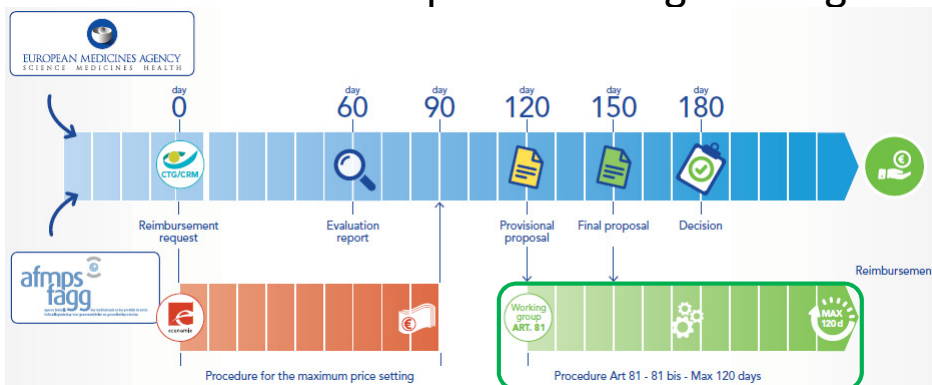 EUROPEAN MEDICINES AGENCY
SCIENCE MEDICINES HEALTH
day
0
day
60
day
90
day
120
day
150
day
180
CTG/CRM
Reimbursement
request
Evaluation
report
Provisional
proposal
Final proposal
Decision
Reimbursemen
afmps
fagg
economie
Working
group
ART. 81
MAX
120 d
Procedure for the maximum price setting
Procedure Art 81 - 81 bis - Max 120 days